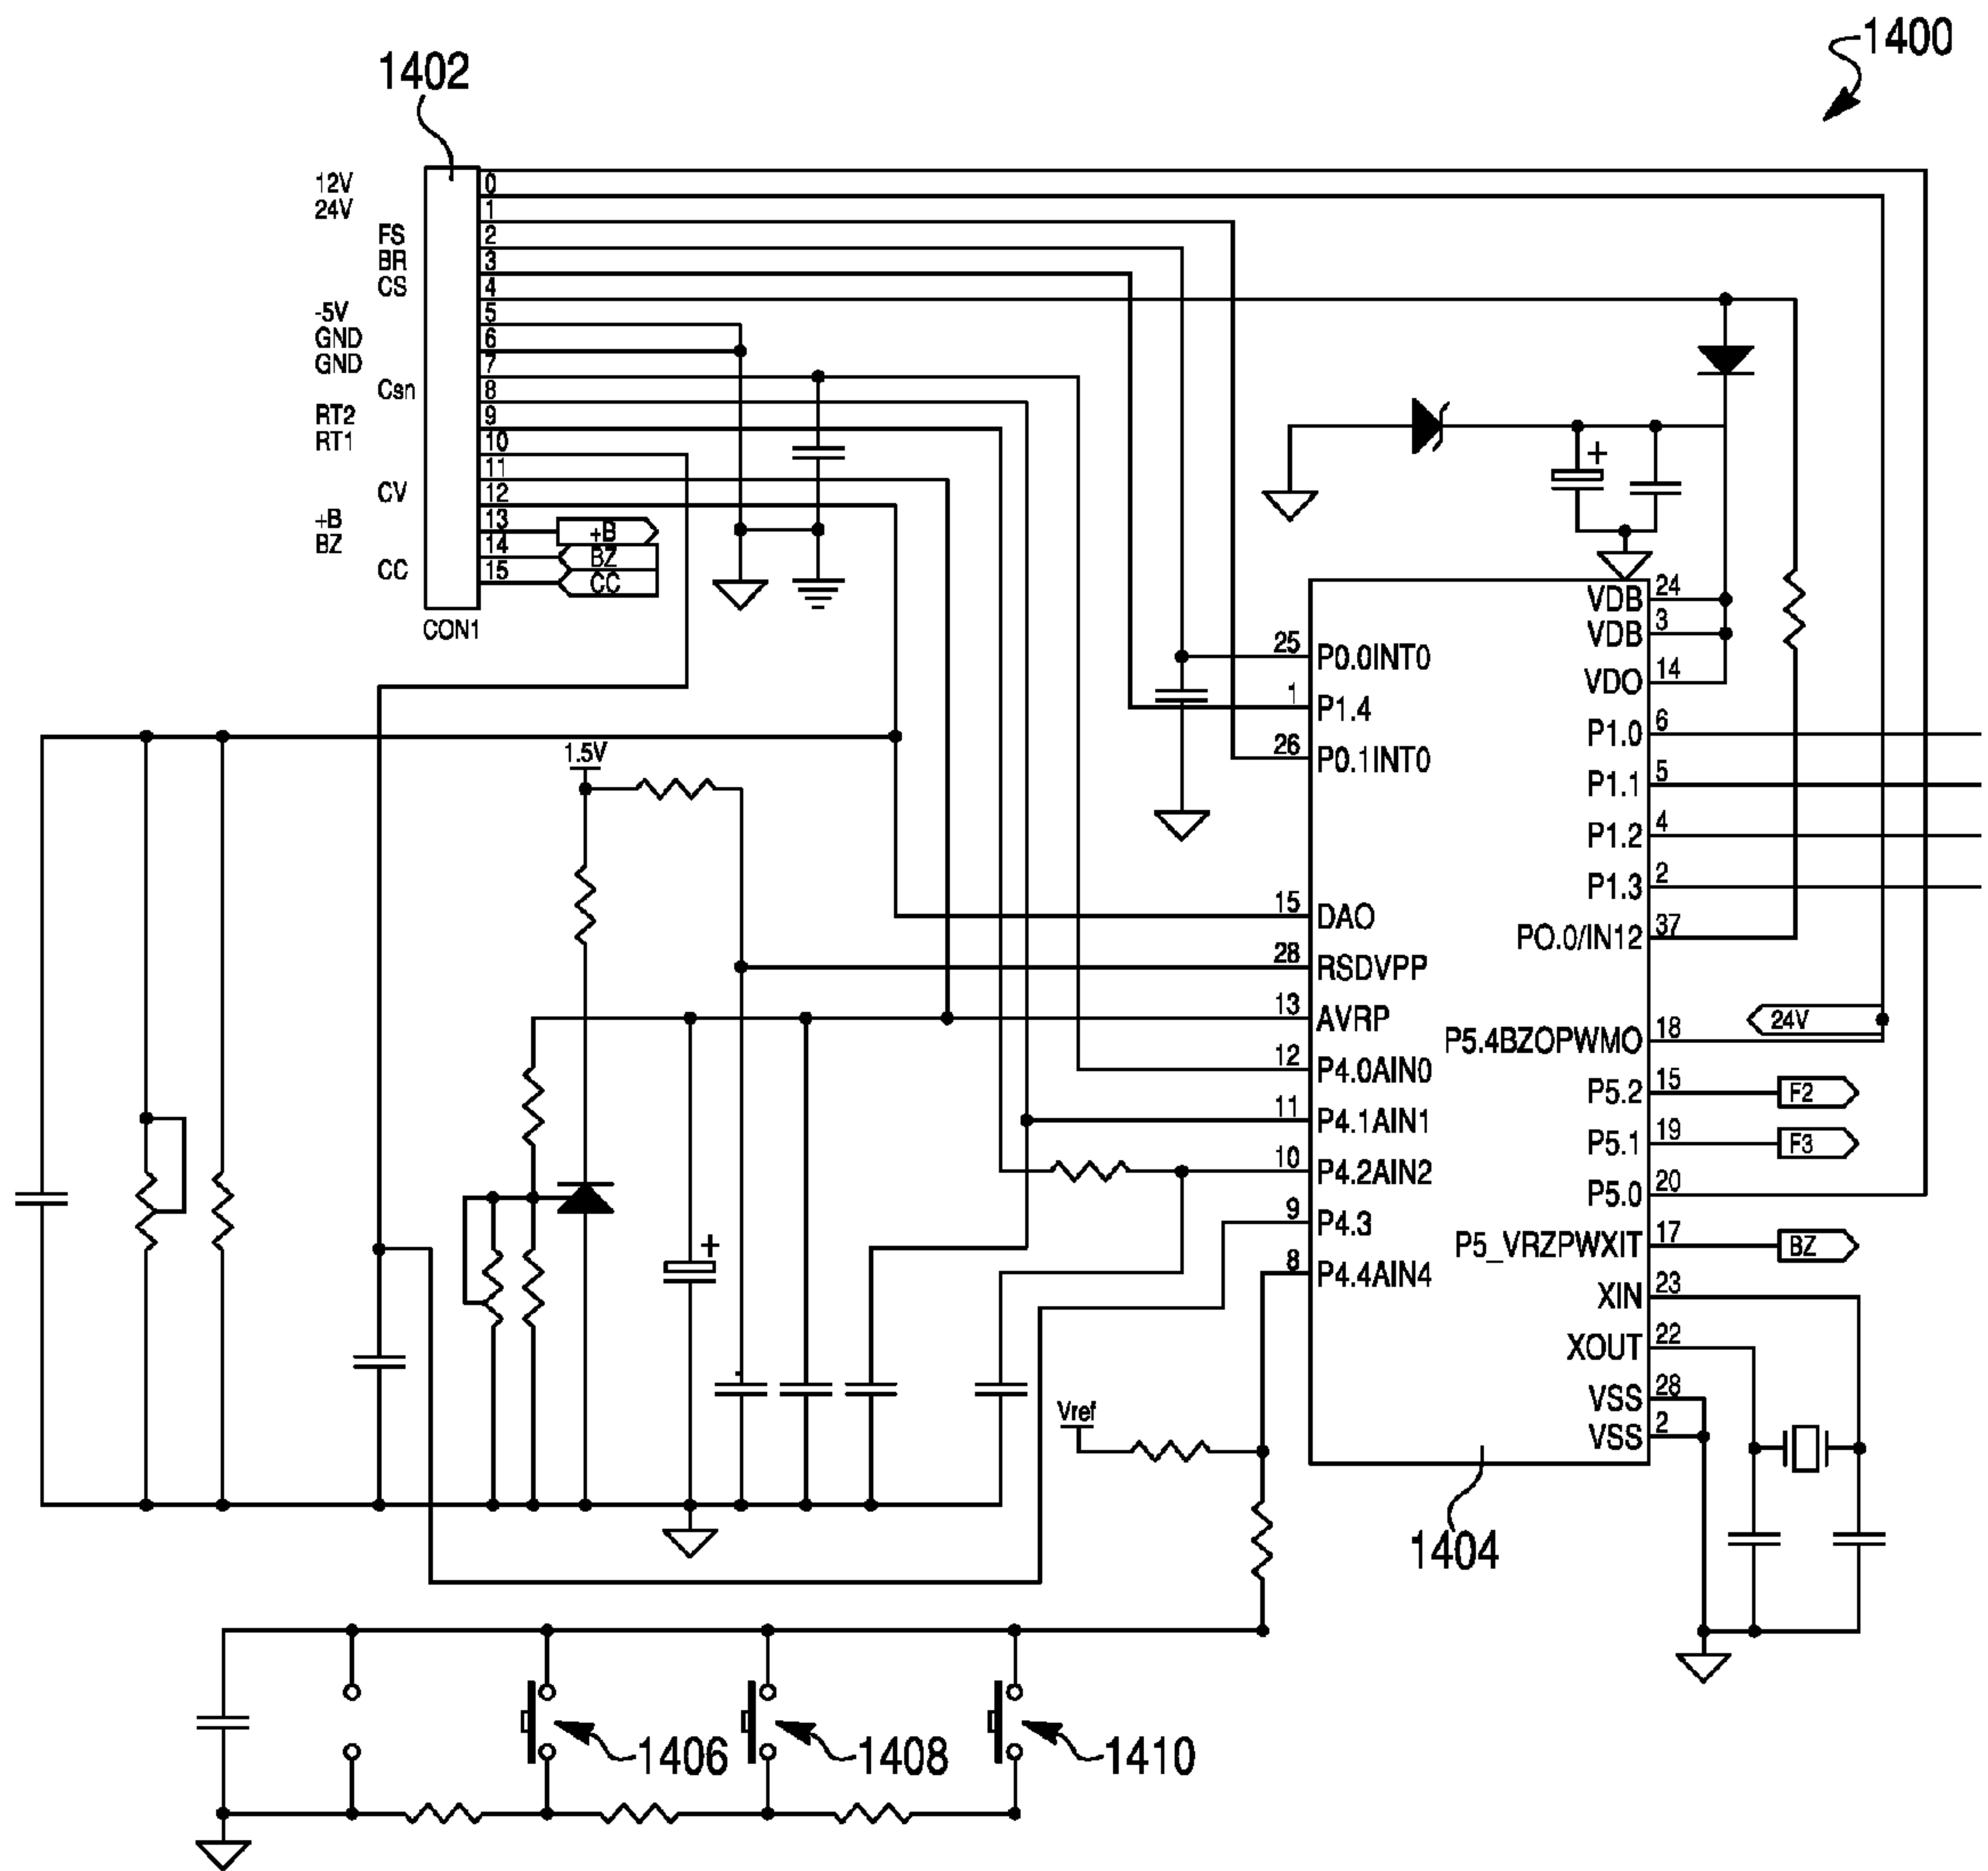 1400
1402
12V 0
24V 1
FS 2
BR 3
CS 4
-5V 5
GND 6
GND 7
Csn 8
RT2 9
RT1 10
11
CV 12
+B 13 +B
BZ 14 BZ
CC 15 CC
CON1
+
VDB 24
VDB 3
25 P0.0INT0
VDO 14
1 P1.4
P1.0 6
26 P0.1INT0
1.5V
P1.1 5
P1.2 4
P1.3 2
15 DAO
PO.0/IN12 37
28 RSDVPP
13 AVRP
24V
P5.4BZOPWMO 18
12 P4.0AIN0
P5.2 15 F2
11 P4.1AIN1
P5.1 19 F3
10 P4.2AIN2
P5.0 20
9 P4.3
P5_VRZPWXIT 17 BZ
+
8 P4.4AIN4
XIN 23
XOUT 22
VSS 28
Vref
VSS 2
1404
1406
1408
1410